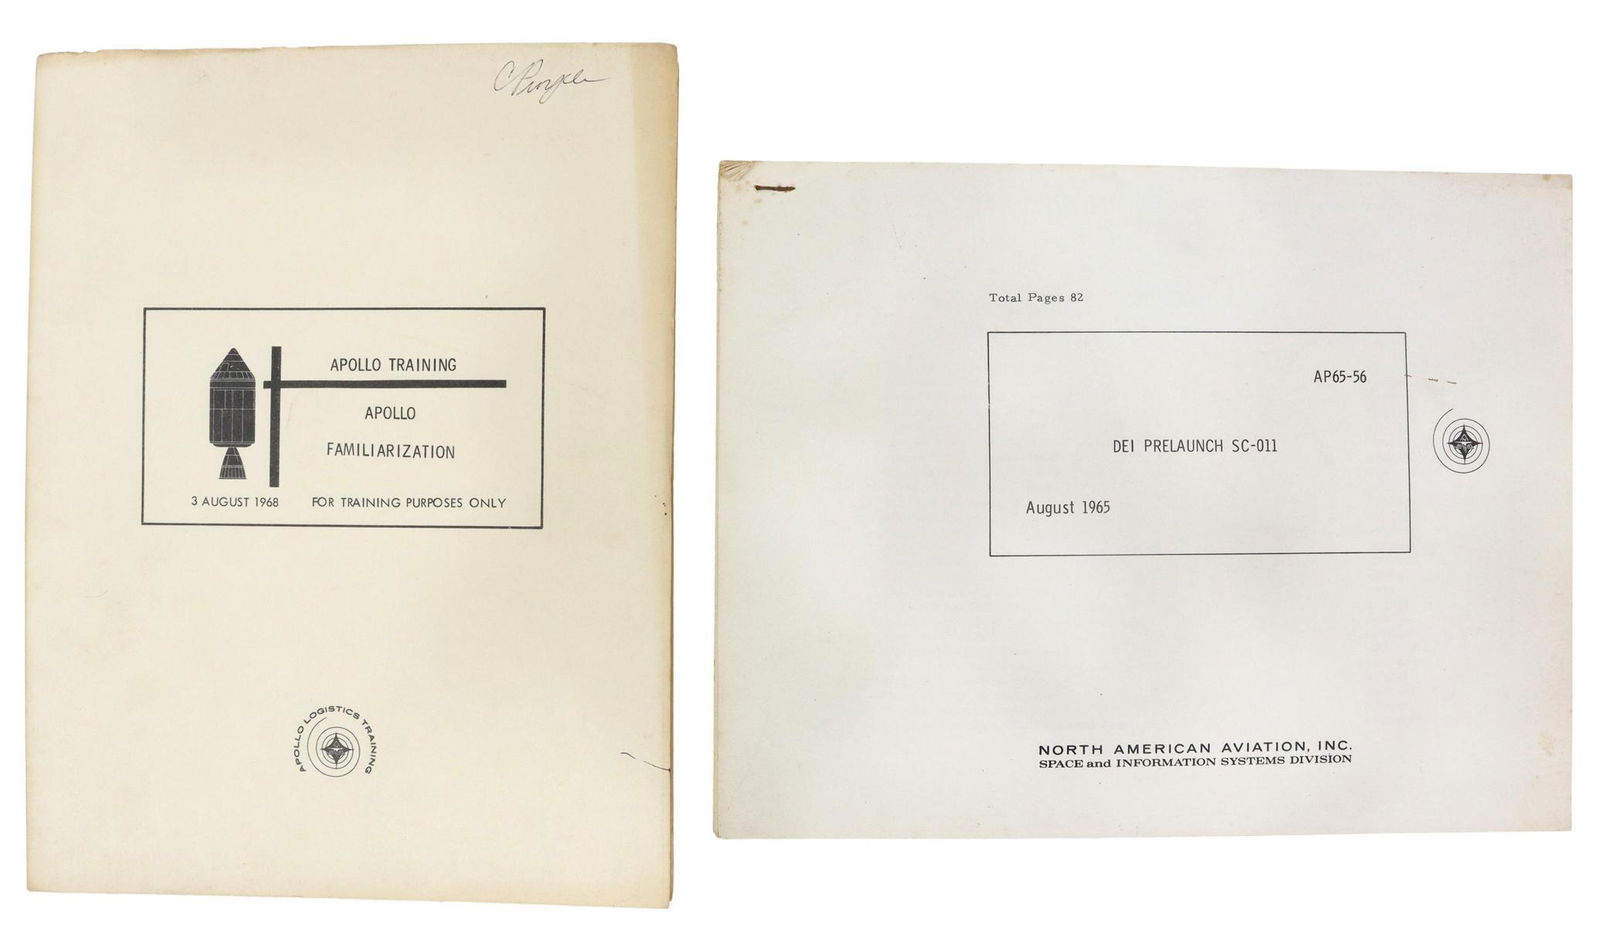 APOLLO TRAINING
APOLLO
FAMILIARIZATION
3 AUGUST 1968 FOR TRAINING PURPOSES ONLY
APOLLO LOGISTICS TRAINING
Total Pages 82
AP65-56
DEI PRELAUNCH SC-011
August 1965
NORTH AMERICAN AVIATION, INC.
SPACE and INFORMATION SYSTEMS DIVISION